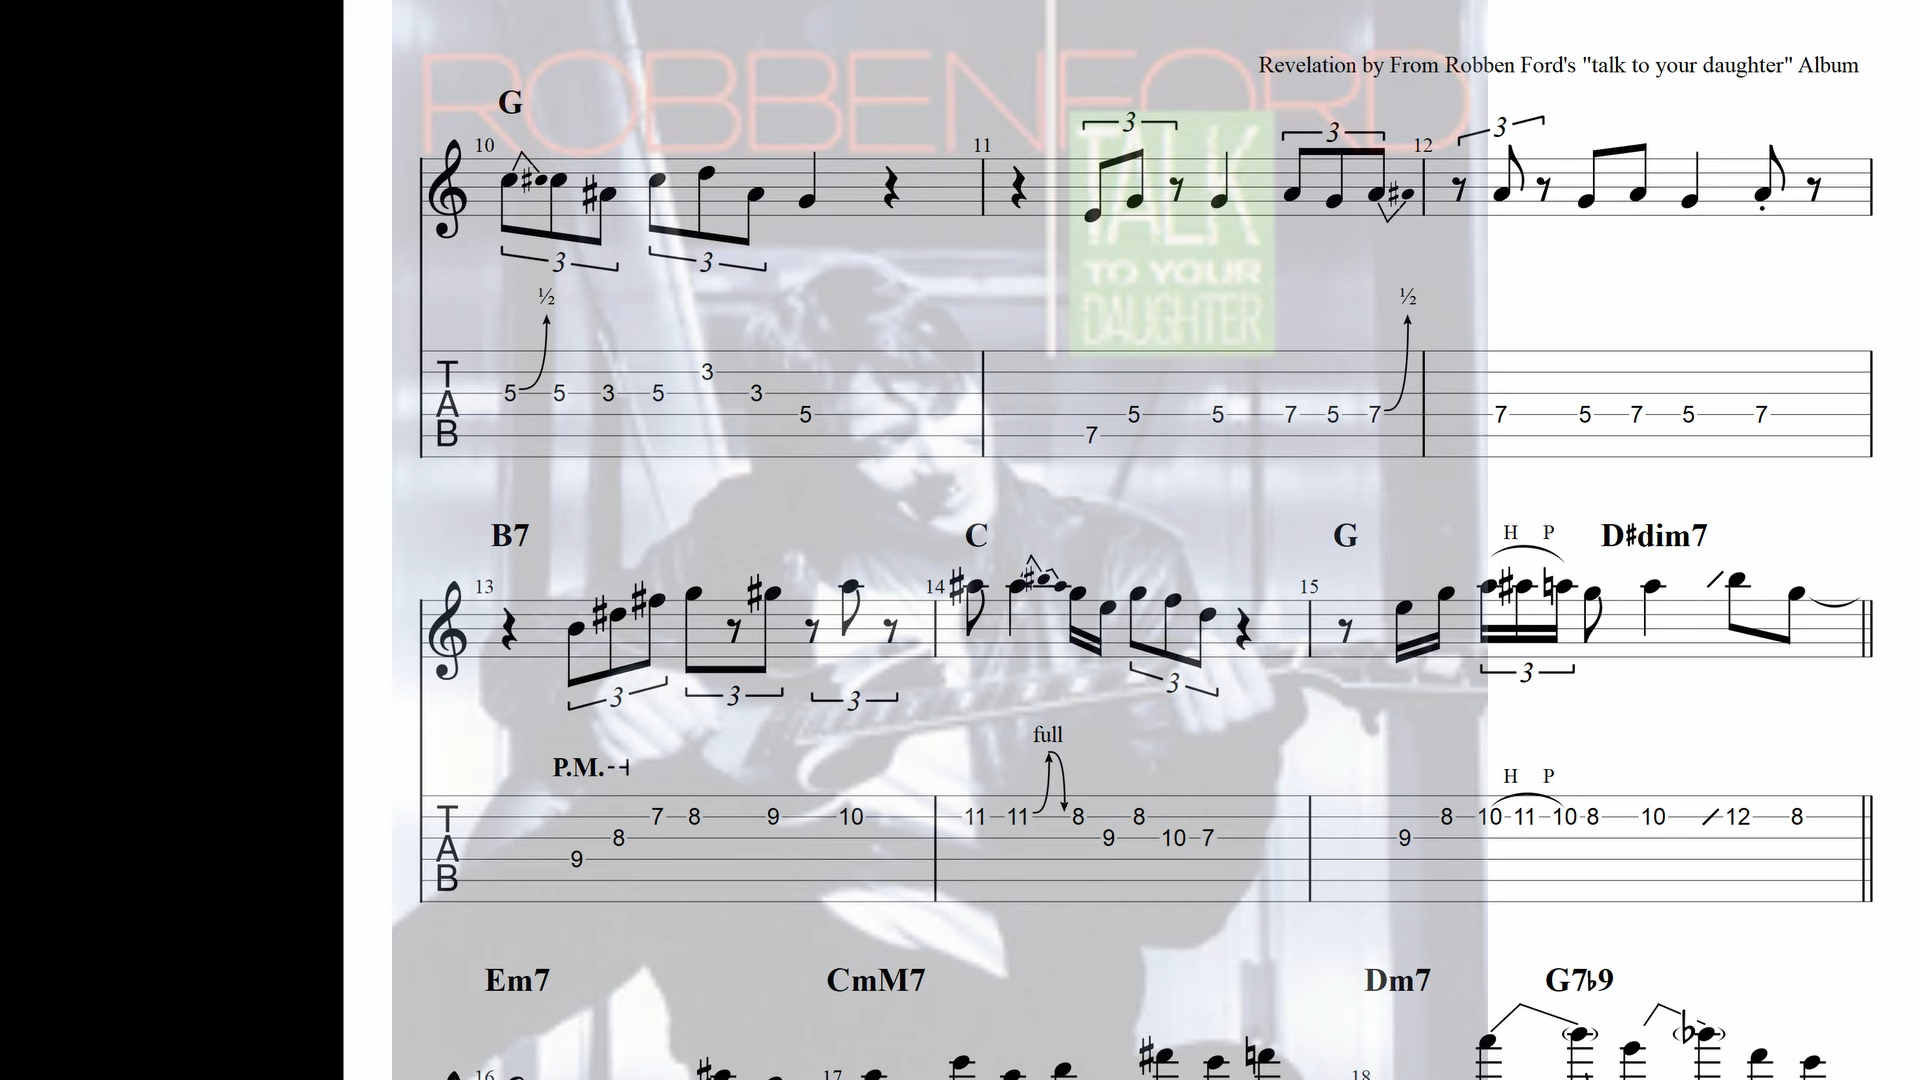 Revelation by From Robben Ford's "talk to your daughter" Album
ROBBEN FORD
TALK
TO YOUR
DAUGHTER
G
10 11 3 3 12 3
3 3
½ ½
T A B
5 5 3 5 3 3 5 7 5 5 7 5 7 7 5 7 5 7
B7 C G H P D♯dim7
13 14 15
3 3 3 3 3
full
P.M. H P
T A B
9 8 7 8 9 10 11 11 8 9 8 10 7 9 8 10 11 10 8 10 12 8
Em7 CmM7 Dm7 G7♭9
16 17 18